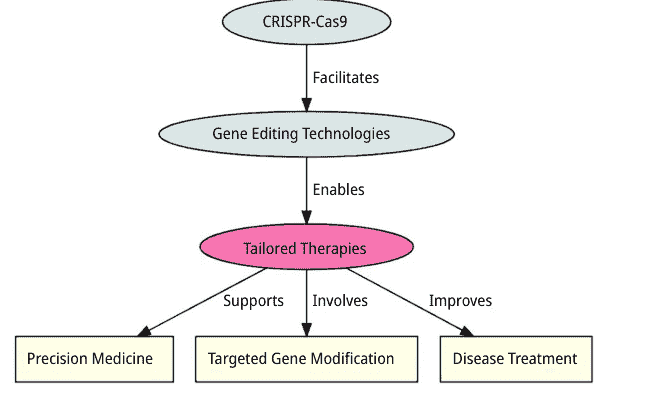 CRISPR-Cas9
Facilitates
Gene Editing Technologies
Enables
Tailored Therapies
Supports
Involves
Improves
Precision Medicine
Targeted Gene Modification
Disease Treatment